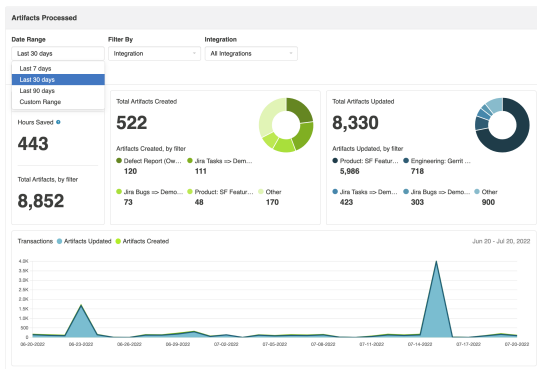 Artifacts Processed
Date Range Filter By Integration
Last 30 days Integration All Integrations
Last 7 days
Last 30 days
Last 90 days
Custom Range
Hours Saved
443
Total Artifacts, by filter
8,852
Total Artifacts Created
522
Artifacts Created, by filter
Defect Report (Ow... Jira Tasks => Dem...
120 111
Jira Bugs => Demo... Product: SF Featur... Other
73 48 170
Total Artifacts Updated
8,330
Artifacts Updated, by filter
Product: SF Featur... Engineering: Gerrit ...
5,986 718
Jira Tasks => Dem... Jira Bugs => Demo... Other
423 303 900
Transactions Artifacts Updated Artifacts Created Jun 20 - Jul 20, 2022
4.0K
3.5K
3.0K
2.5K
2.0K
1.5K
1.0K
500
0
06-20-2022 06-23-2022 06-26-2022 06-29-2022 07-02-2022 07-05-2022 07-08-2022 07-11-2022 07-14-2022 07-17-2022 07-20-2022